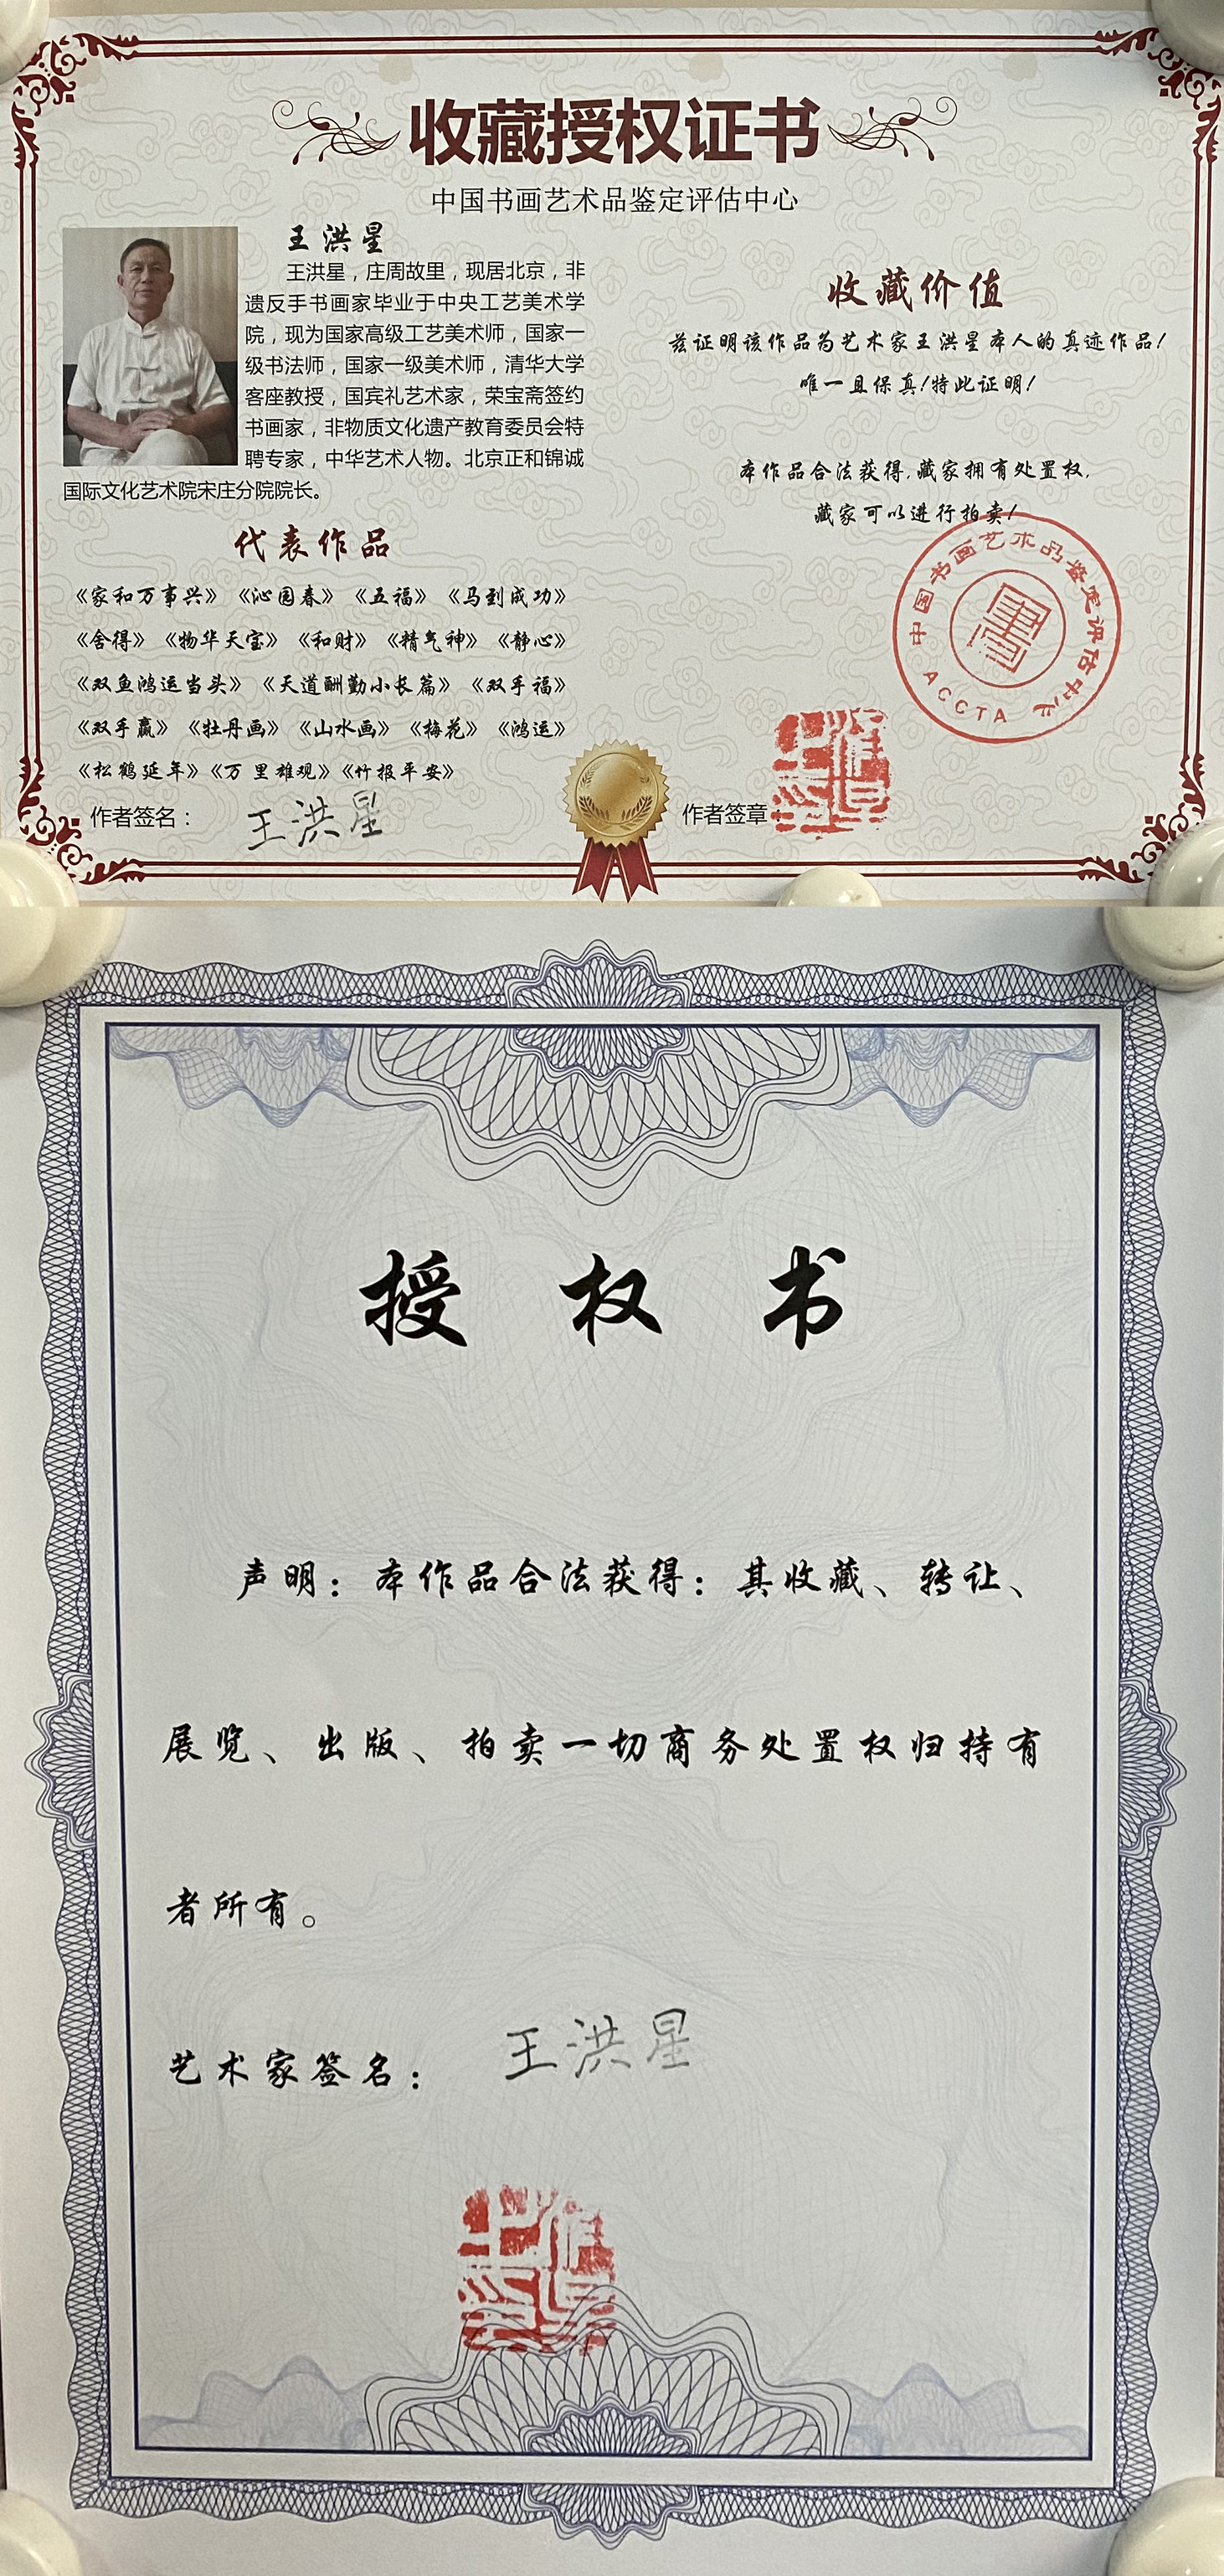 收藏授权证书
中国书画艺术品鉴定评估中心
王洪星
王洪星，庄周故里，现居北京，非
遗反手书画家毕业于中央工艺美术学
院，现为国家高级工艺美术师，国家一
级书法师，国家一级美术师，清华大学
客座教授，国宾礼艺术家，荣宝斋签约
书画家，非物质文化遗产教育委员会特
聘专家，中华艺术人物。北京正和锦诚
国际文化艺术院宋庄分院院长。
代表作品
《家和万事兴》《沁园春》《五福》《马到成功》
《舍得》《物华天宝》《和财》《精气神》《静心》
《双鱼鸿运当头》《天道酬勤小长篇》《双手福》
《双手赢》《牡丹画》《山水画》《梅花》《鸿运》
《松鹤延年》《万里雄观》《竹报平安》
作者签名：王洪星
收藏价值
兹证明该作品为艺术家王洪星本人的真迹作品！
唯一且保真！特此证明！
本作品合法获得，藏家拥有处置权，
藏家可以进行拍卖！
中国书画艺术品鉴定评估中心
ACCTA
作者签章
授权书
声明：本作品合法获得：其收藏、转让、
展览、出版、拍卖一切商务处置权归持有
者所有。
艺术家签名：王洪星